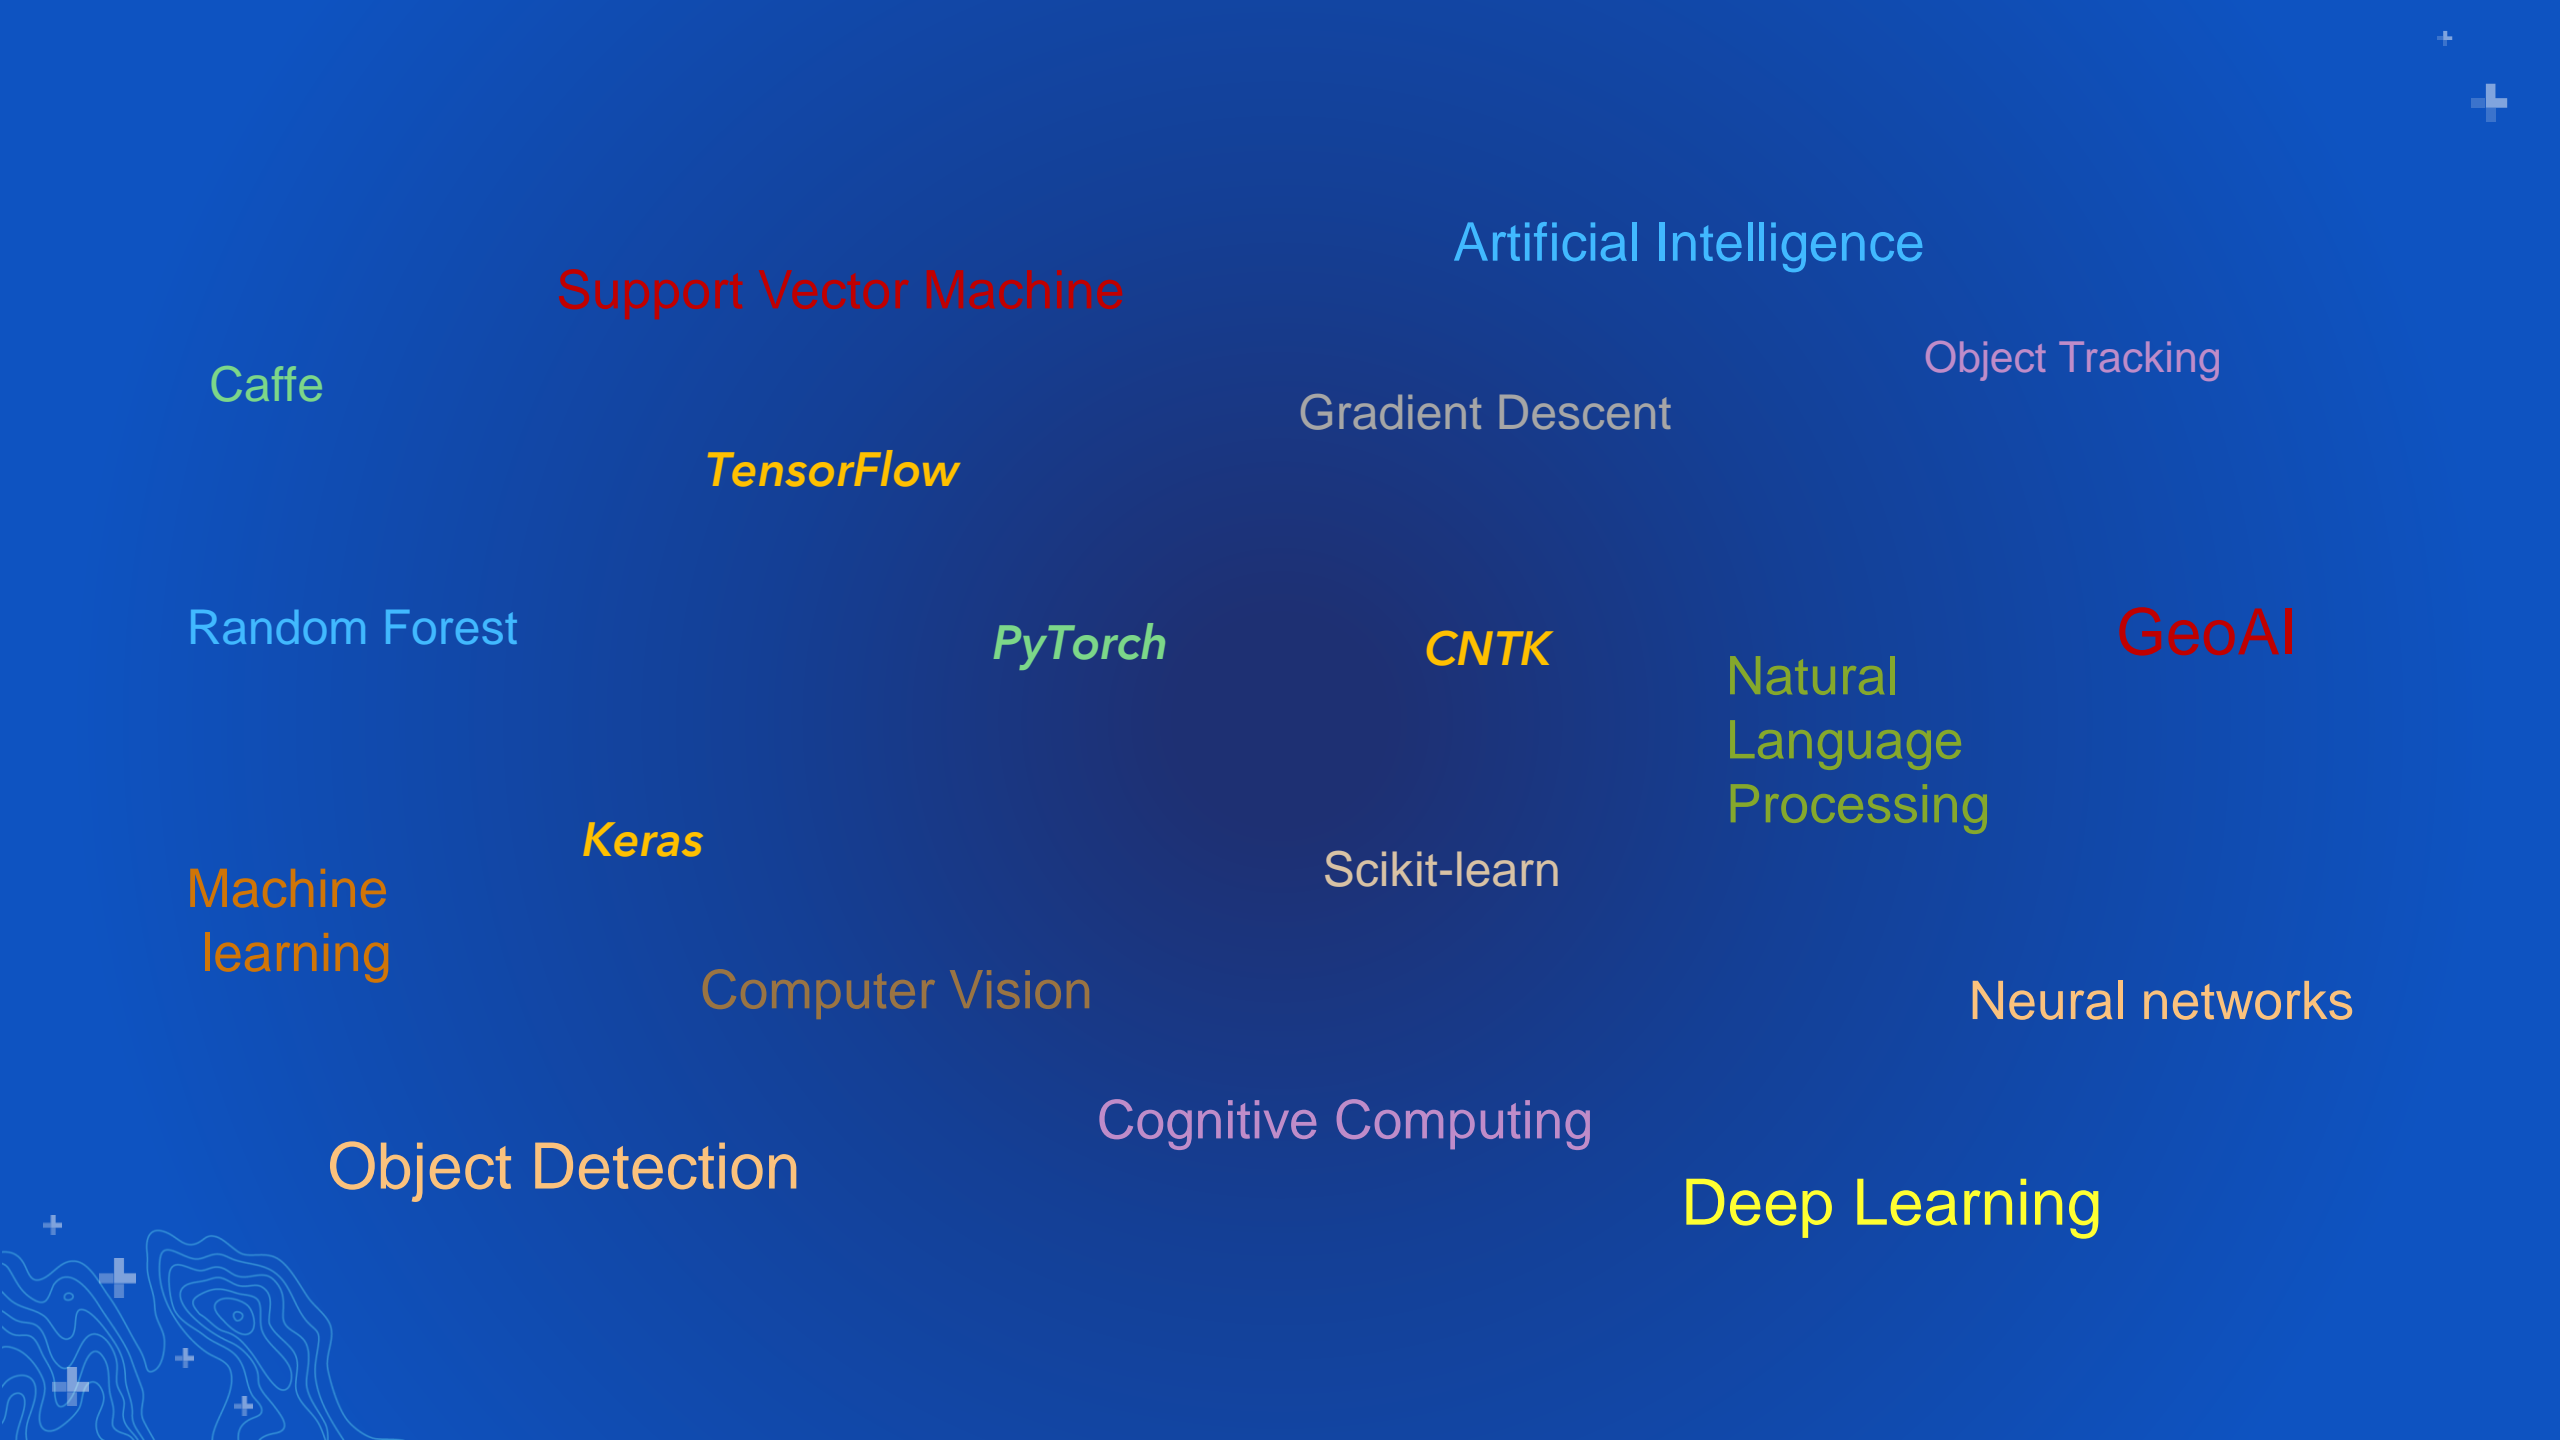 Artificial Intelligence
Support Vector Machine
Object Tracking
Caffe
Gradient Descent
TensorFlow
Random Forest
PyTorch
CNTK
GeoAI
Natural
Language
Processing
Keras
Scikit-learn
Machine
learning
Computer Vision
Neural networks
Cognitive Computing
Object Detection
Deep Learning